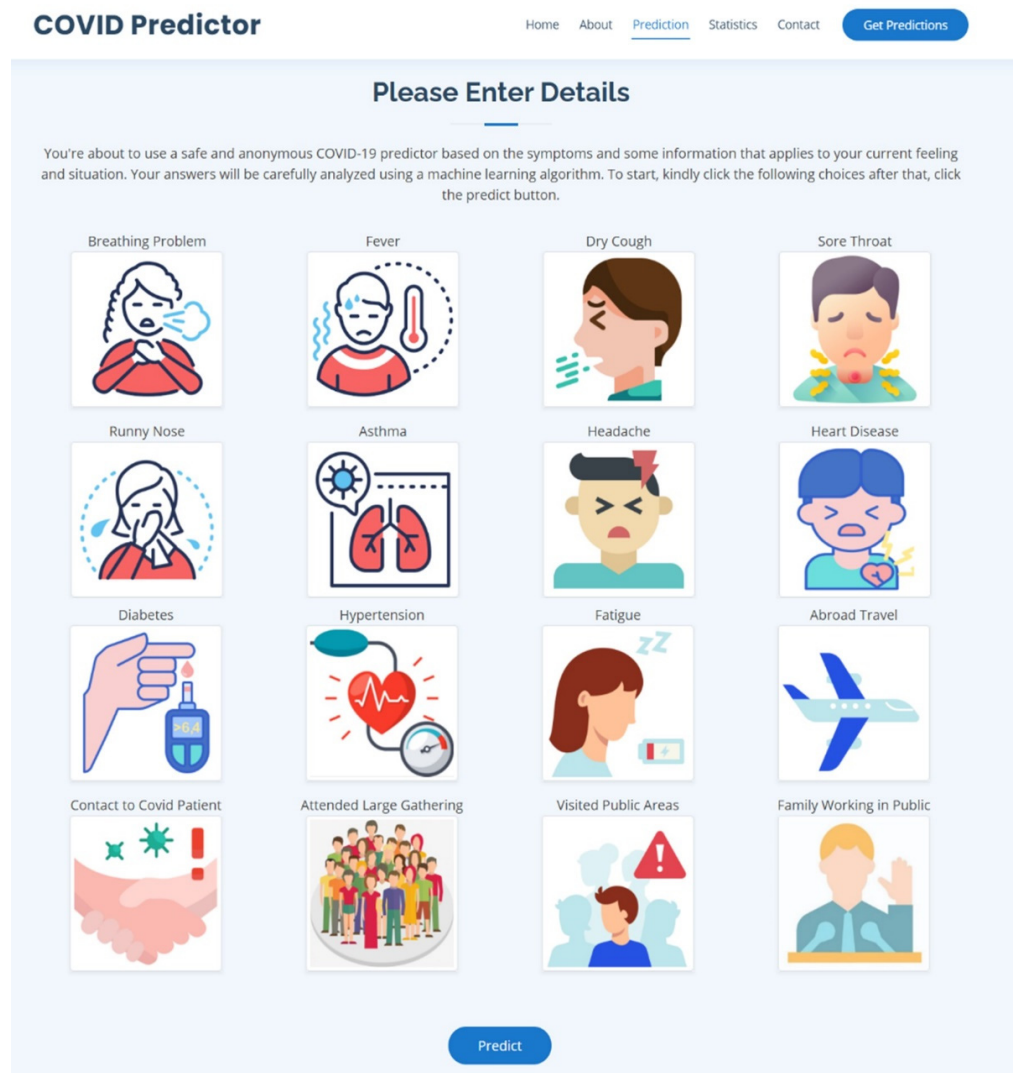 COVID Predictor
Home About Prediction Statistics Contact Get Predictions
Please Enter Details
You're about to use a safe and anonymous COVID-19 predictor based on the symptoms and some information that applies to your current feeling
and situation. Your answers will be carefully analyzed using a machine learning algorithm. To start, kindly click the following choices after that, click
the predict button.
Breathing Problem Fever Dry Cough Sore Throat
Runny Nose Asthma Headache Heart Disease
Diabetes Hypertension Fatigue Abroad Travel
zz
>6,4
Contact to Covid Patient Attended Large Gathering Visited Public Areas Family Working in Public
Predict